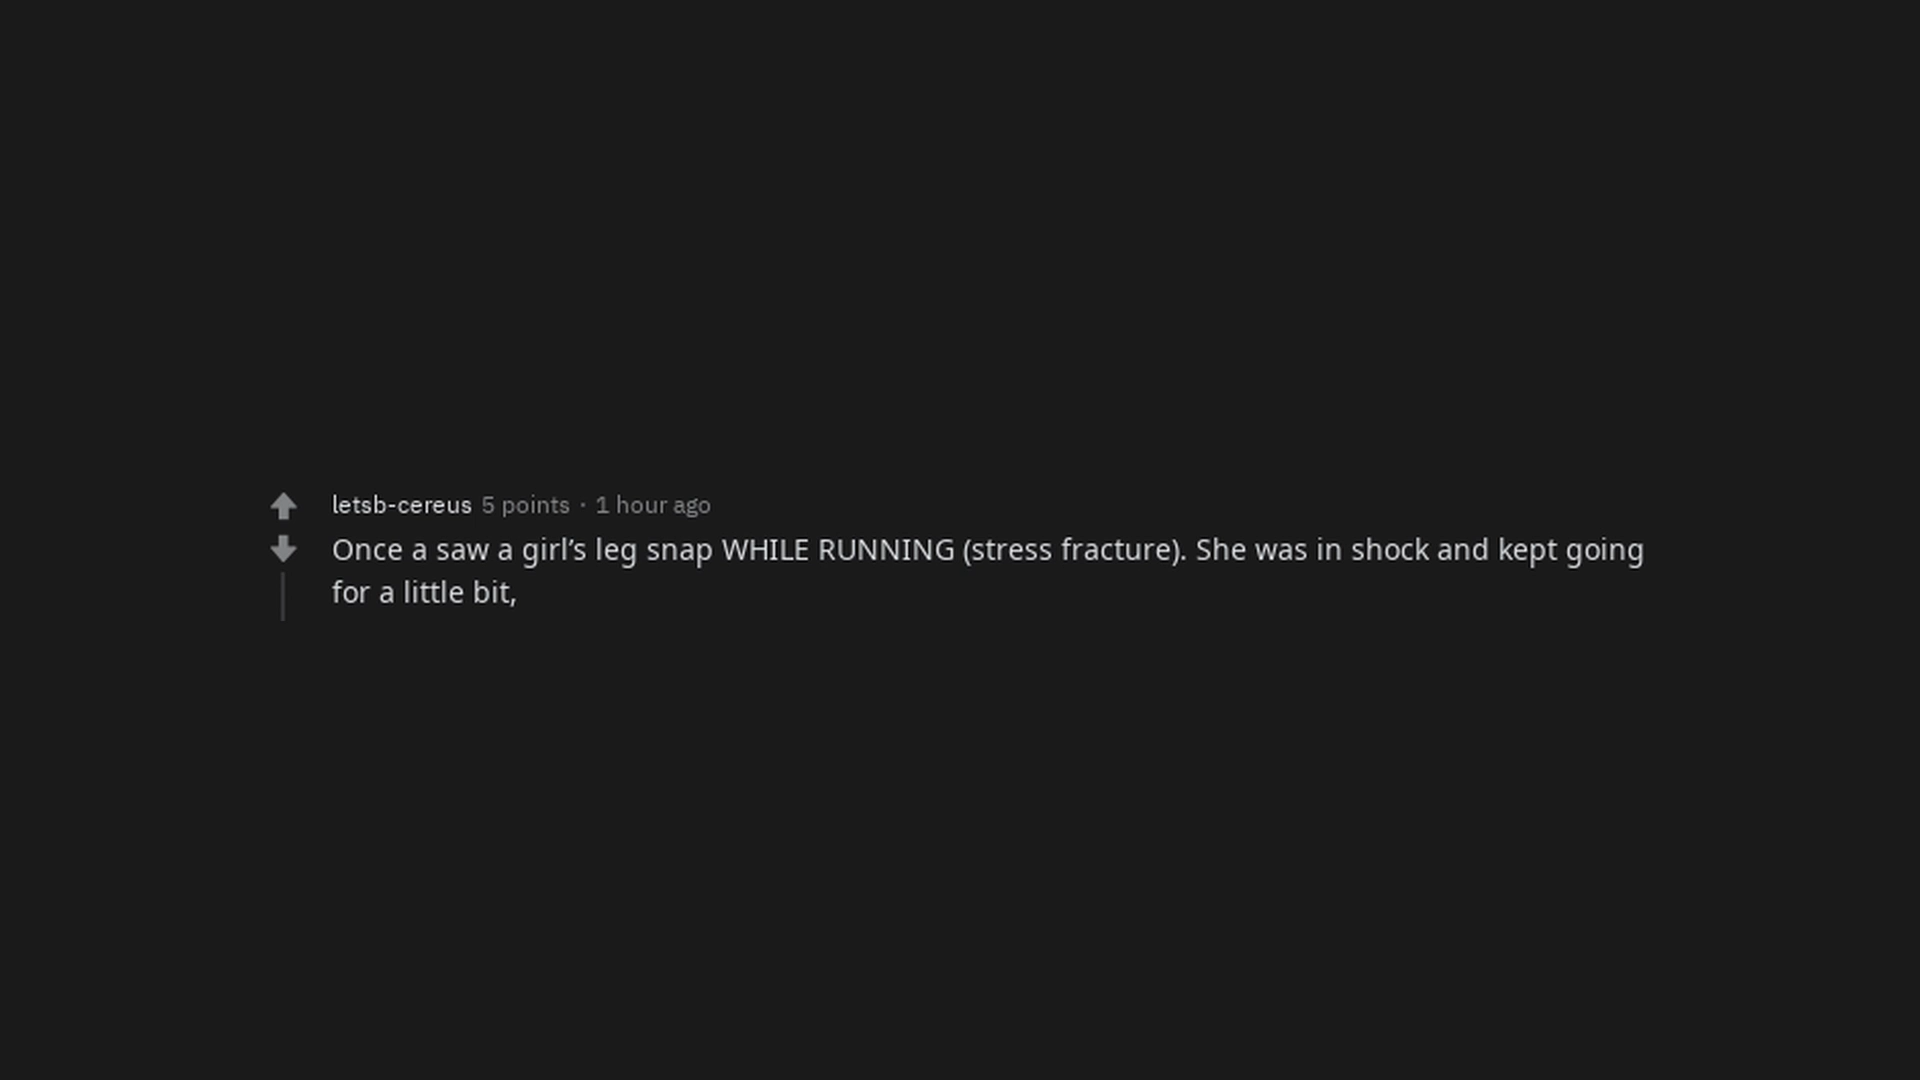 letsb-cereus 5 points · 1 hour ago
Once a saw a girl’s leg snap WHILE RUNNING (stress fracture). She was in shock and kept going
for a little bit,